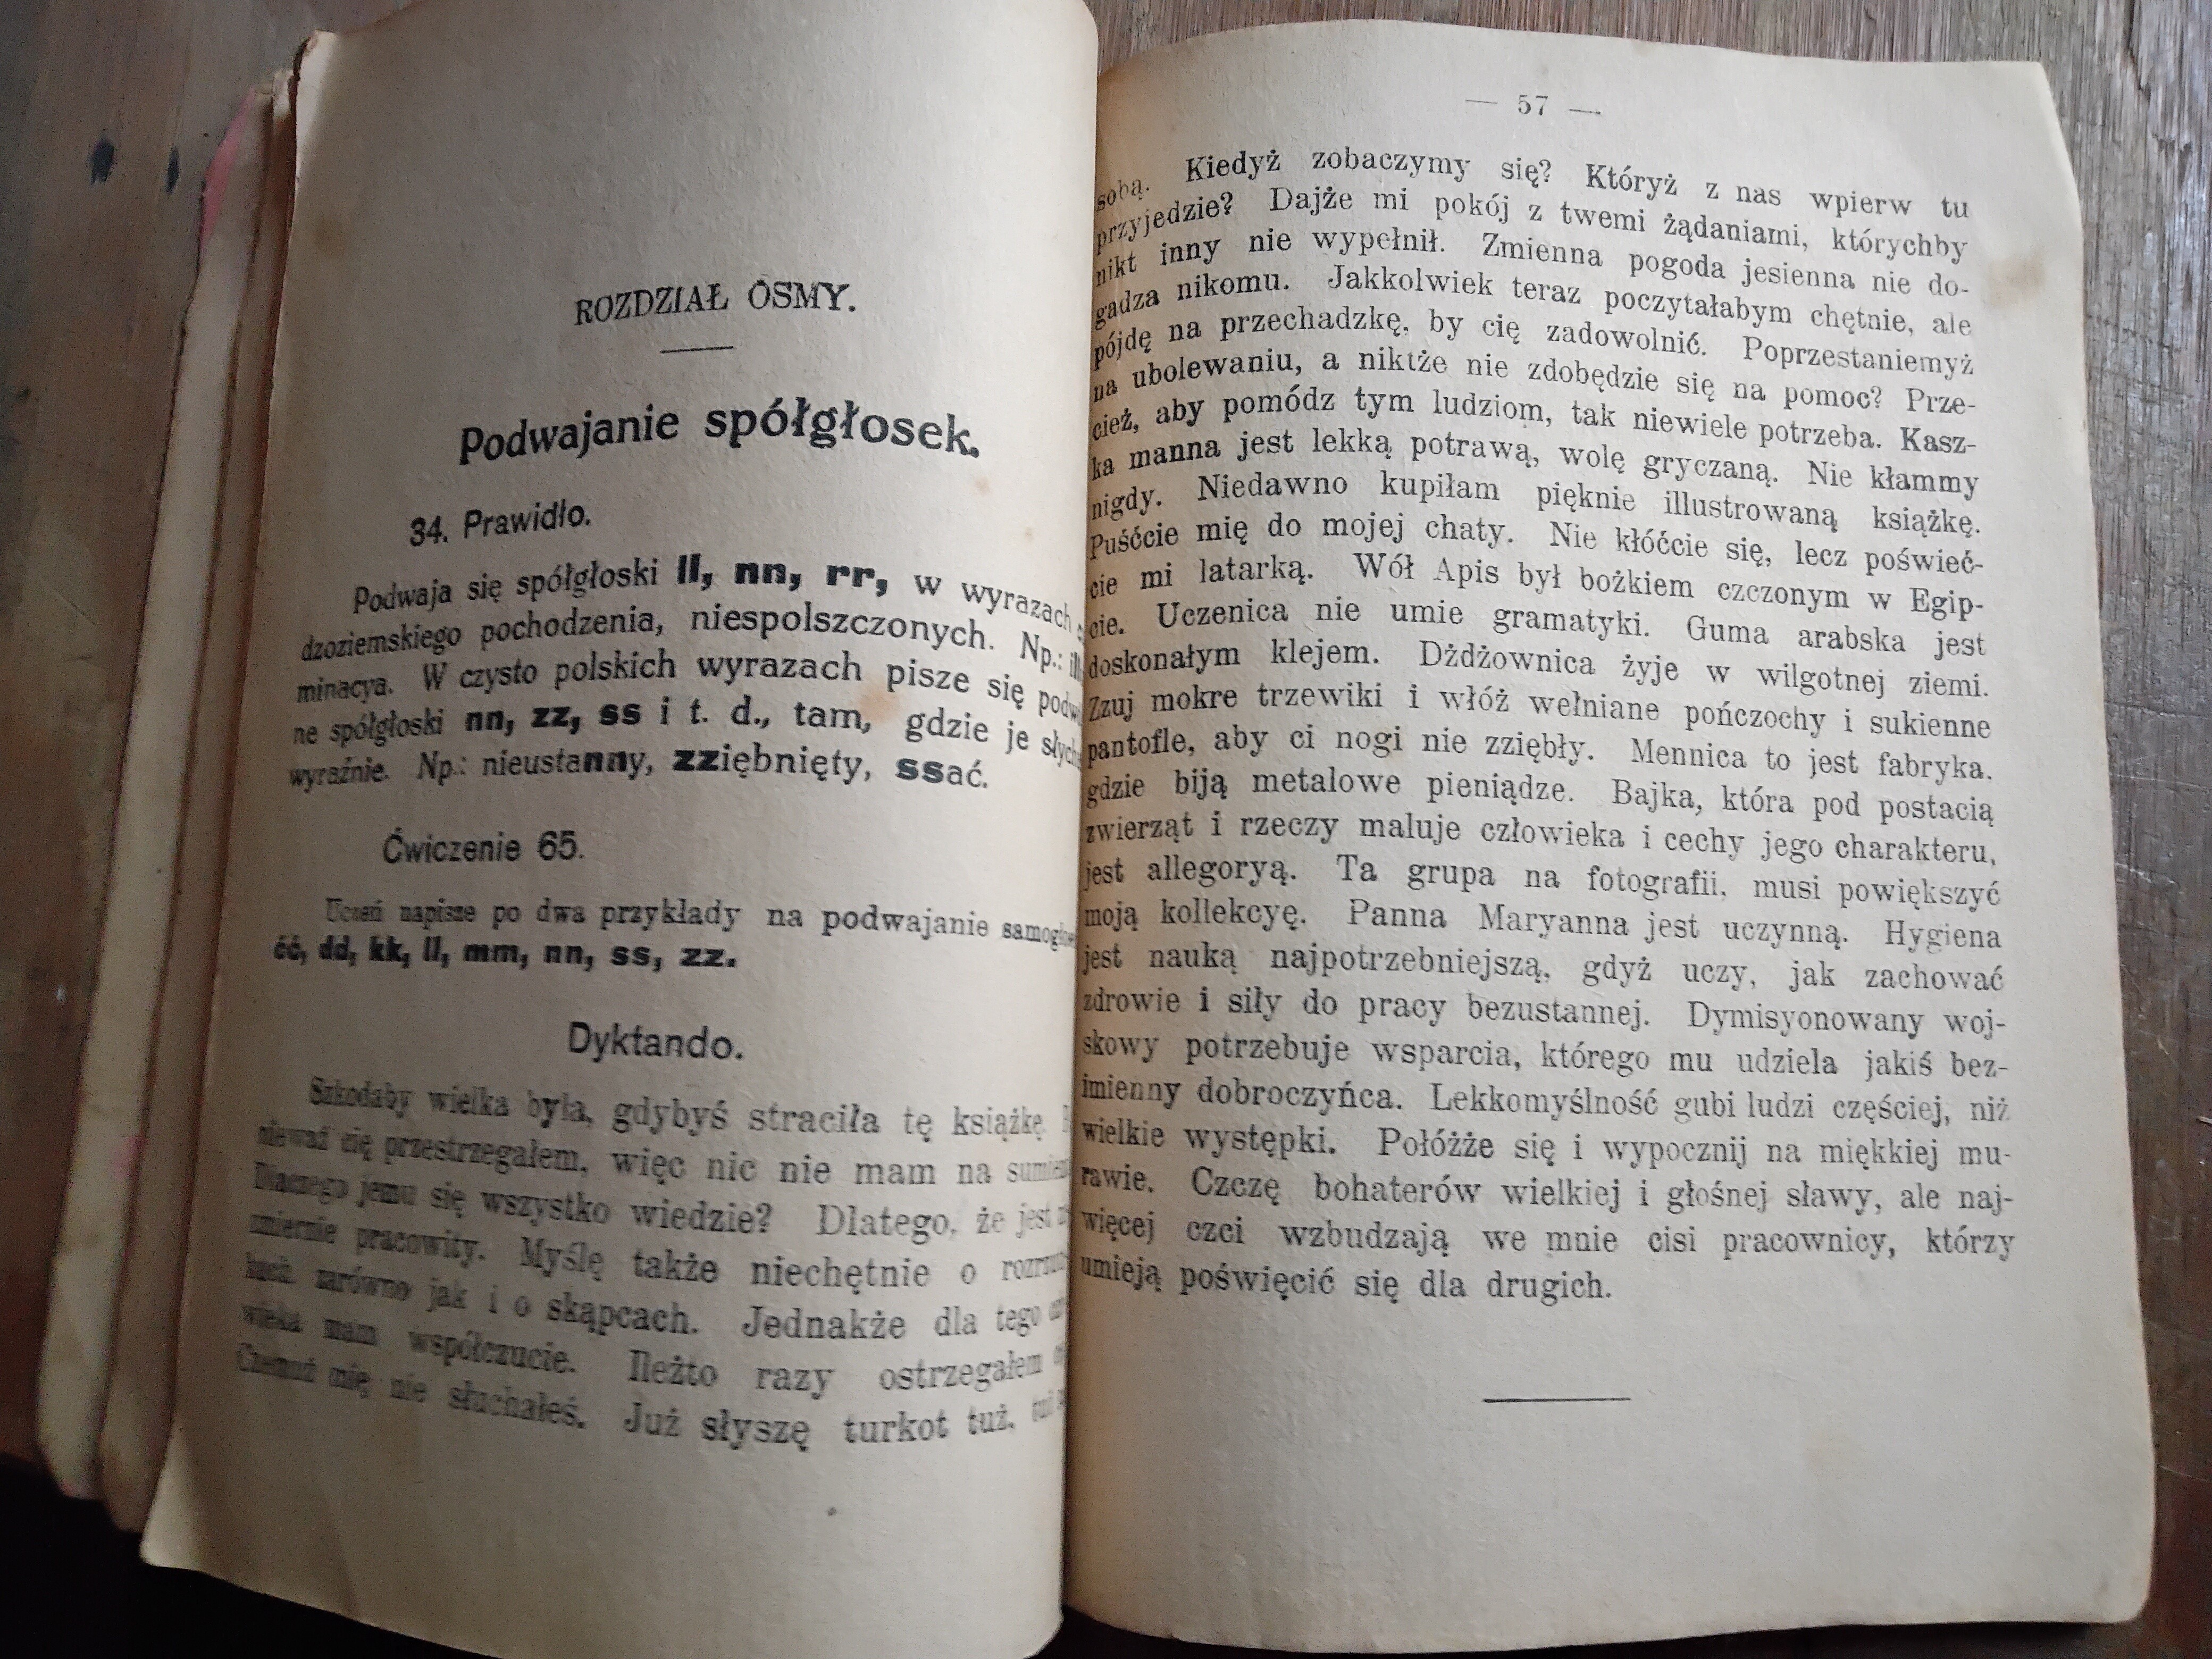 ROZDZIAŁ ÓSMY.
Podwajanie spółgłosek.
34. Prawidło.
Podwaja się spółgłoski ll, nn, rr, w wyrazach
dzoziemskiego pochodzenia, niespolszczonych. Np.:
minacya. W czysto polskich wyrazach pisze się
ne spółgłoski nn, zz, ss i t. d., tam, gdzie je
wyraźnie. Np.: nieustanny, zziębnięty, ssać.
Ćwiczenie 65.
Uczeń napisze po dwa przykłady na podwajanie
ćć, dd, kk, ll, mm, nn, ss, zz.
Dyktando.
Szkodaby wielka była, gdybyś straciła tę książkę.
niewaś cię przestrzegałem, więc nic nie mam na
Dlaczego jemu się wszystko wiedzie? Dlatego, że jest
zmiernie pracowity. Myślę także niechętnie o
kach zarówno jak i o skąpcach. Jednakże dla tego
wieka mam współczucie. Ileżto razy ostrzegałem
Czemuż mię nie słuchałeś. Już słyszę turkot tuż,
— 57 —
sobą. Kiedyż zobaczymy się? Któryż z nas wpierw tu
przyjedzie? Dajże mi pokój z twemi żądaniami, którychby
nikt inny nie wypełnił. Zmienna pogoda jesienna nie do-
gadza nikomu. Jakkolwiek teraz poczytałabym chętnie, ale
pójdę na przechadzkę, by cię zadowolnić. Poprzestaniemyż
na ubolewaniu, a niktże nie zdobędzie się na pomoc? Prze-
cież, aby pomódz tym ludziom, tak niewiele potrzeba. Kasz-
ka manna jest lekką potrawą, wolę gryczaną. Nie kłammy
nigdy. Niedawno kupiłam pięknie illustrowaną książkę.
Puśćcie mię do mojej chaty. Nie kłóćcie się, lecz poświeć-
cie mi latarką. Wół Apis był bożkiem czczonym w Egip-
cie. Uczenica nie umie gramatyki. Guma arabska jest
doskonałym klejem. Dżdżownica żyje w wilgotnej ziemi.
Zzuj mokre trzewiki i włóż wełniane pończochy i sukienne
pantofle, aby ci nogi nie zziębły. Mennica to jest fabryka,
gdzie biją metalowe pieniądze. Bajka, która pod postacią
zwierząt i rzeczy maluje człowieka i cechy jego charakteru,
jest allegoryą. Ta grupa na fotografii, musi powiększyć
moją kollekcyę. Panna Maryanna jest uczynną. Hygiena
jest nauką najpotrzebniejszą, gdyż uczy, jak zachować
zdrowie i siły do pracy bezustannej. Dymisyonowany woj-
skowy potrzebuje wsparcia, którego mu udziela jakiś bez-
imienny dobroczyńca. Lekkomyślność gubi ludzi częściej, niż
wielkie występki. Połóżże się i wypocznij na miękkiej mu-
rawie. Czczę bohaterów wielkiej i głośnej sławy, ale naj-
więcej czci wzbudzają we mnie cisi pracownicy, którzy
umieją poświęcić się dla drugich.